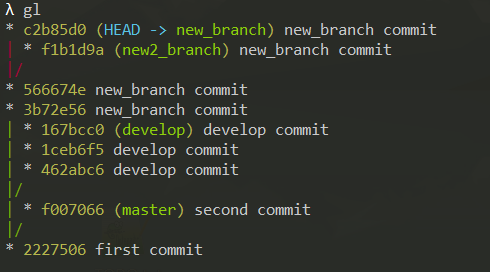 λ gl
* c2b85d0 (HEAD -> new_branch) new_branch commit
| * f1b1d9a (new2_branch) new_branch commit
|/
* 566674e new_branch commit
* 3b72e56 new_branch commit
| * 167bcc0 (develop) develop commit
| * 1ceb6f5 develop commit
| * 462abc6 develop commit
|/
| * f007066 (master) second commit
|/
* 2227506 first commit